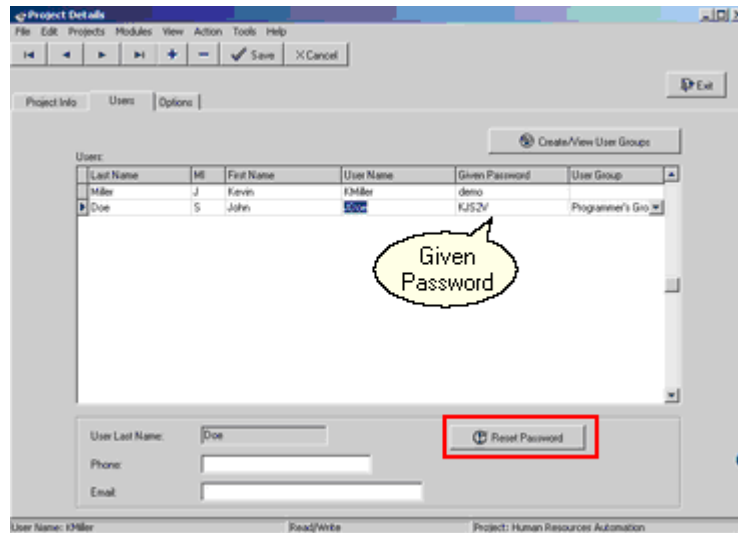 Project Details
File Edit Projects Modules View Action Tools Help
Save Cancel
Exit
Project Info Users Options
Create/View User Groups
Users:
Last Name MI First Name User Name Given Password User Group
Miller J Kevin KMiller demo
Doe S John JDoe KJS2V Programmer's Gro
Given
Password
User Last Name: Doe
Reset Password
Phone:
Email:
User Name: KMiller Read/Write Project: Human Resources Automation